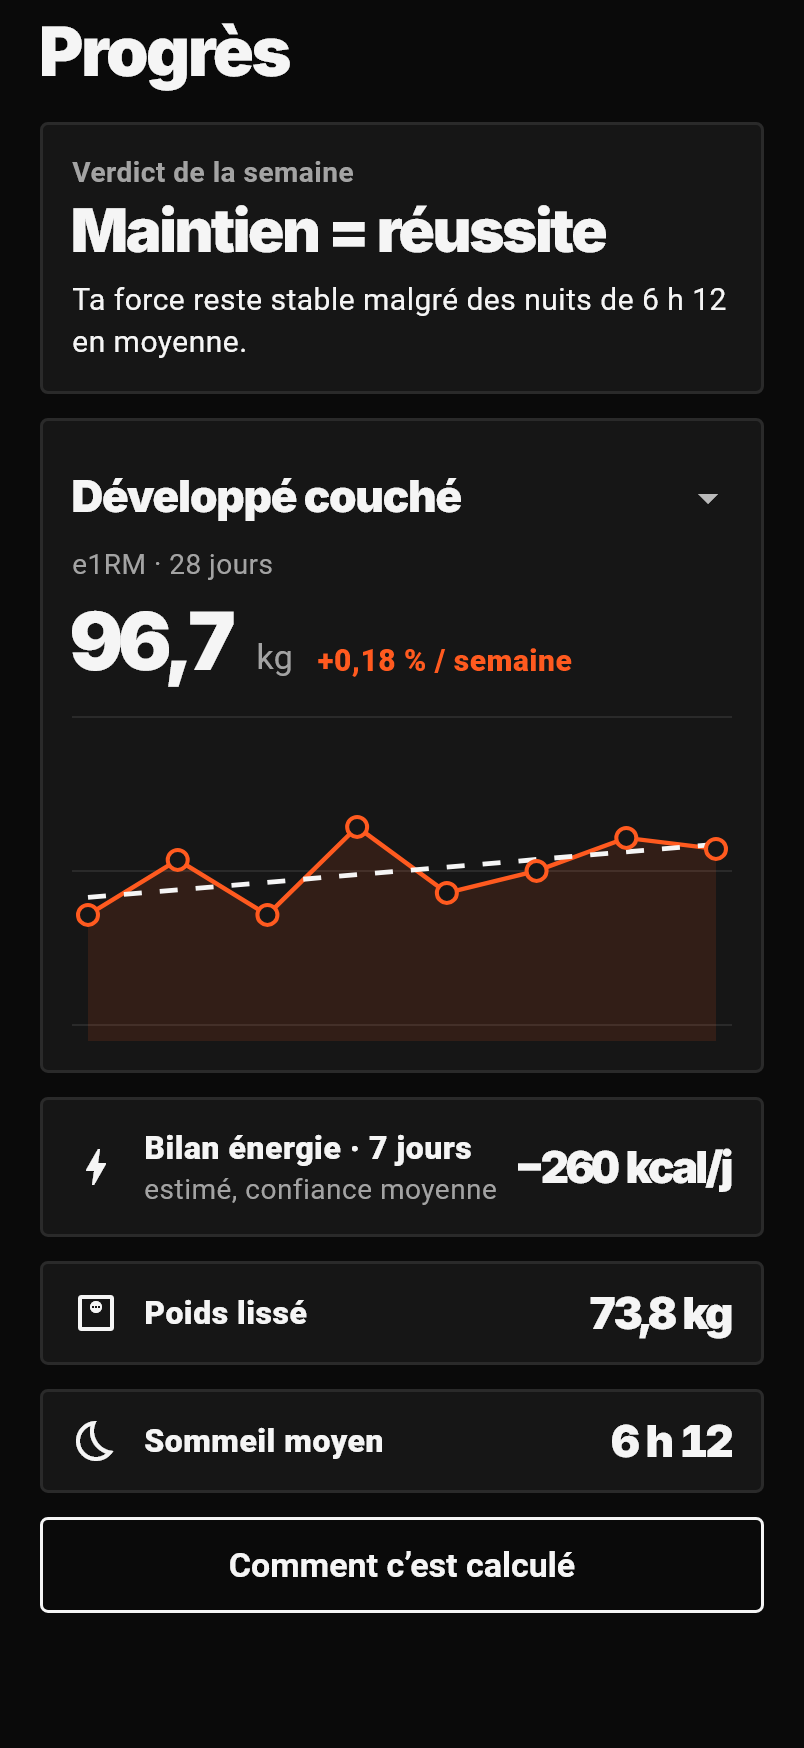 Progrès
Verdict de la semaine
Maintien = réussite
Ta force reste stable malgré des nuits de 6 h 12
en moyenne.
Développé couché
e1RM · 28 jours
96,7 kg +0,18 % / semaine
Bilan énergie · 7 jours
estimé, confiance moyenne
−260 kcal/j
Poids lissé
73,8 kg
Sommeil moyen
6 h 12
Comment c’est calculé